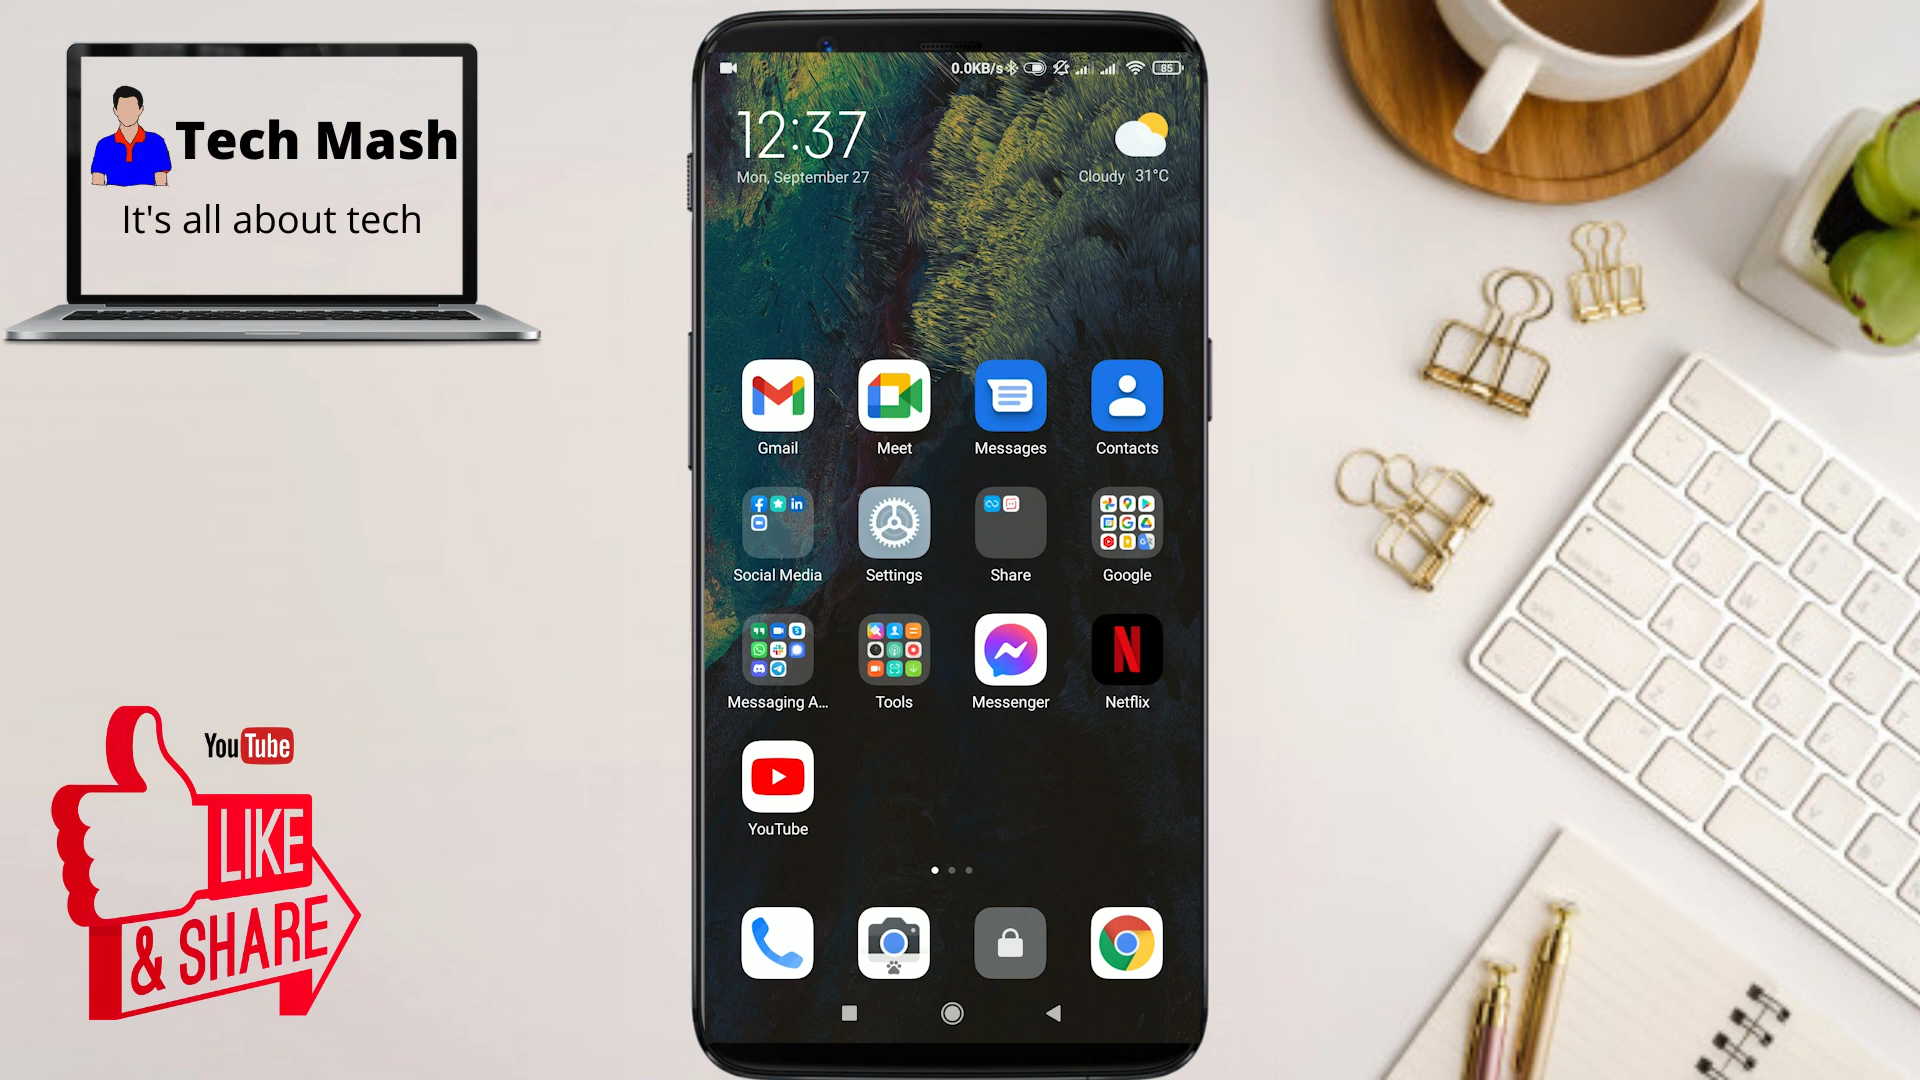 Tech Mash
It's all about tech
YouTube
LIKE
& SHARE
0.0KB/s
85
12:37
Mon, September 27
Cloudy 31°C
Gmail
Meet
Messages
Contacts
Social Media
Settings
Share
Google
Messaging A...
Tools
Messenger
Netflix
YouTube